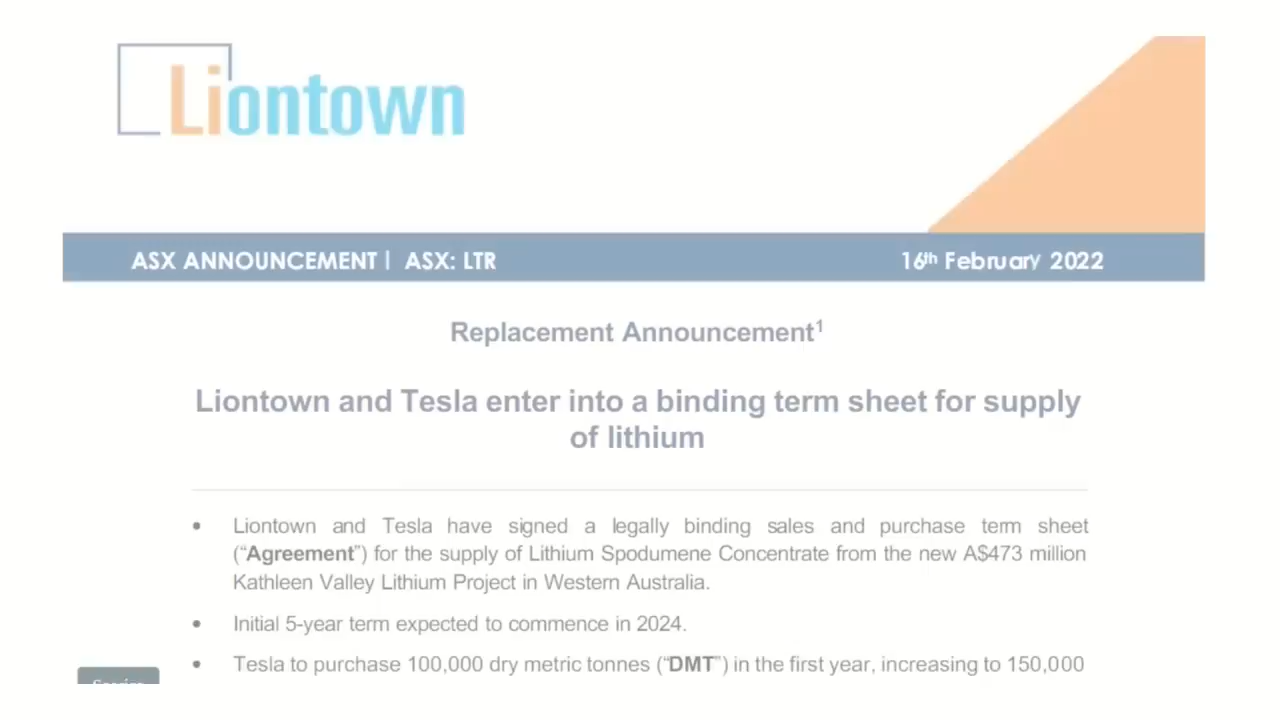 Liontown
ASX ANNOUNCEMENT | ASX: LTR
16th February 2022
Replacement Announcement1
Liontown and Tesla enter into a binding term sheet for supply
of lithium
• Liontown and Tesla have signed a legally binding sales and purchase term sheet
(“Agreement”) for the supply of Lithium Spodumene Concentrate from the new A$473 million
Kathleen Valley Lithium Project in Western Australia.
• Initial 5-year term expected to commence in 2024.
• Tesla to purchase 100,000 dry metric tonnes (“DMT”) in the first year, increasing to 150,000